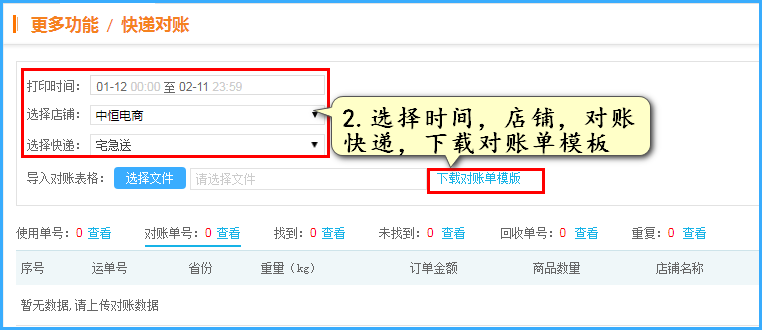 更多功能 / 快递对账
打印时间： 01-12 00:00 至 02-11 23:59
选择店铺： 中恒电商
选择快递： 宅急送
2.选择时间，店铺，对账
快递，下载对账单模板
导入对账表格： 选择文件 请选择文件 下载对账单模版
使用单号：0 查看 对账单号：0 查看 找到：0 查看 未找到：0 查看 回收单号：0 查看 重复：0 查看
序号 运单号 省份 重量（kg） 订单金额 商品数量 店铺名称
暂无数据,请上传对账数据